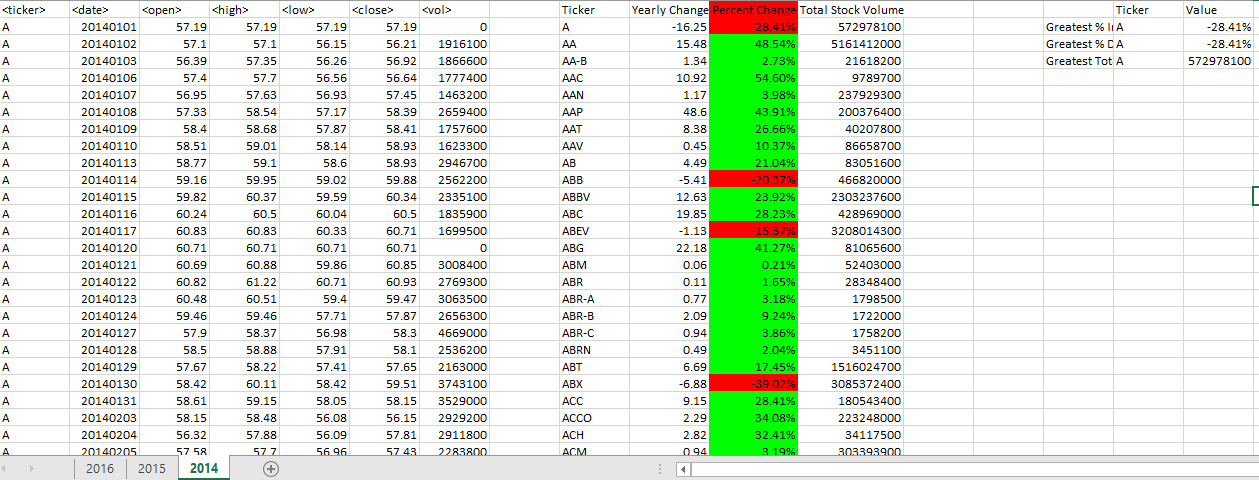 <ticker> <date> <open> <high> <low> <close> <vol> Ticker Yearly Change Percent Change Total Stock Volume Ticker Value
A 20140101 57.19 57.19 57.19 57.19 0 A -16.25 -28.41% 572978100 Greatest % I A -28.41%
A 20140102 57.1 57.1 56.15 56.21 1916100 AA 15.48 48.54% 5161412000 Greatest % D A -28.41%
A 20140103 56.39 57.35 56.26 56.92 1866600 AA-B 1.34 2.73% 21618200 Greatest Tot A 572978100
A 20140106 57.4 57.7 56.56 56.64 1777400 AAC 10.92 54.60% 9789700
A 20140107 56.95 57.63 56.93 57.45 1463200 AAN 1.17 3.98% 237929300
A 20140108 57.33 58.54 57.17 58.39 2659400 AAP 48.6 43.91% 200376400
A 20140109 58.4 58.68 57.87 58.41 1757600 AAT 8.38 26.66% 40207800
A 20140110 58.51 59.01 58.14 58.93 1623300 AAV 0.45 10.37% 86658700
A 20140113 58.77 59.1 58.6 58.93 2946700 AB 4.49 21.04% 83051600
A 20140114 59.16 59.95 59.02 59.88 2562200 ABB -5.41 -20.37% 466820000
A 20140115 59.82 60.37 59.59 60.34 2335100 ABBV 12.63 23.92% 2303237600
A 20140116 60.24 60.5 60.04 60.5 1835900 ABC 19.85 28.23% 428969000
A 20140117 60.83 60.83 60.33 60.71 1699500 ABEV -1.13 -15.37% 3208014300
A 20140120 60.71 60.71 60.71 60.71 0 ABG 22.18 41.27% 81065600
A 20140121 60.69 60.88 59.86 60.85 3008400 ABM 0.06 0.21% 52403000
A 20140122 60.82 61.22 60.71 60.93 2769300 ABR 0.11 1.65% 28348400
A 20140123 60.48 60.51 59.4 59.47 3063500 ABR-A 0.77 3.18% 1798500
A 20140124 59.46 59.46 57.71 57.87 2656300 ABR-B 2.09 9.24% 1722000
A 20140127 57.9 58.37 56.98 58.3 4669000 ABR-C 0.94 3.86% 1758200
A 20140128 58.5 58.88 57.91 58.1 2536200 ABRN 0.49 2.04% 3451100
A 20140129 57.67 58.22 57.41 57.65 2163000 ABT 6.69 17.45% 1516024700
A 20140130 58.42 60.11 58.42 59.51 3743100 ABX -6.88 -39.02% 3085372400
A 20140131 58.61 59.15 58.05 58.15 3529000 ACC 9.15 28.41% 180543400
A 20140203 58.15 58.48 56.08 56.15 2929200 ACCO 2.29 34.08% 223248000
A 20140204 56.32 57.88 56.09 57.81 2911800 ACH 2.82 32.41% 34117500
A 20140205 57.58 57.7 56.96 57.43 2283800 ACM 0.94 3.19% 303393900
2016 2015 2014